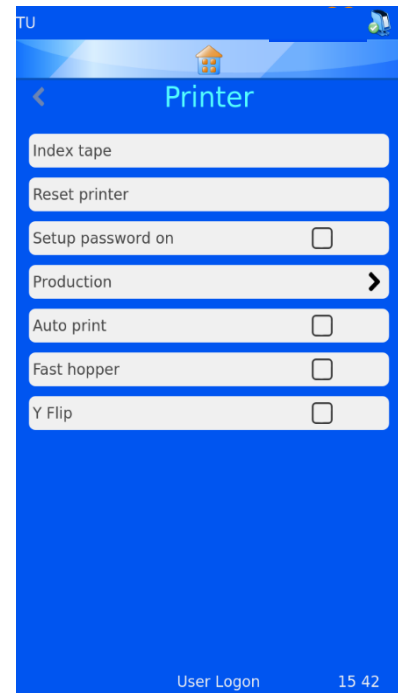 TU
Printer
Index tape
Reset printer
Setup password on
Production
Auto print
Fast hopper
Y Flip
User Logon 15 42